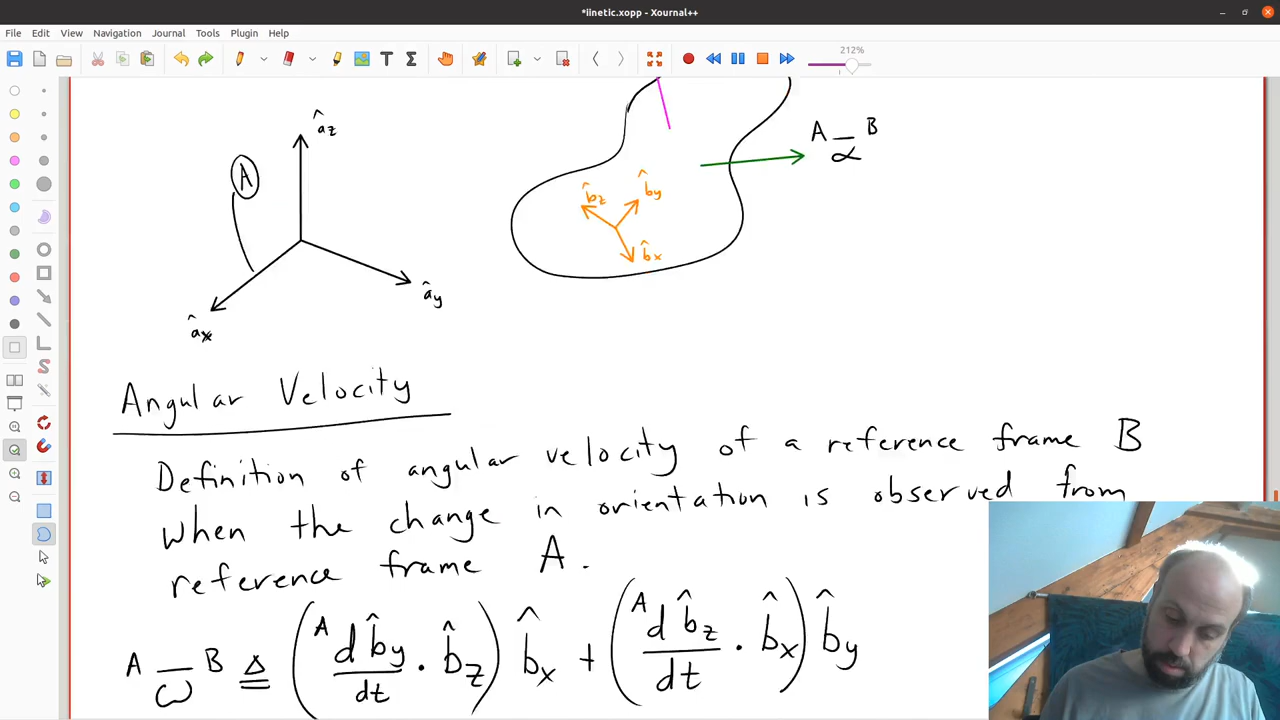 *iinetic.xopp - Xournal++
File Edit View Navigation Journal Tools Plugin Help
212%
A
âz
ây
âx
b̂z
b̂y
b̂x
A α̅ B
Angular Velocity
Definition of angular velocity of a reference frame B
when the change in orientation is observed from
reference frame A.
A ω̅ B ≜ (A d b̂y / dt · b̂z) b̂x + (A d b̂z / dt · b̂x) b̂y